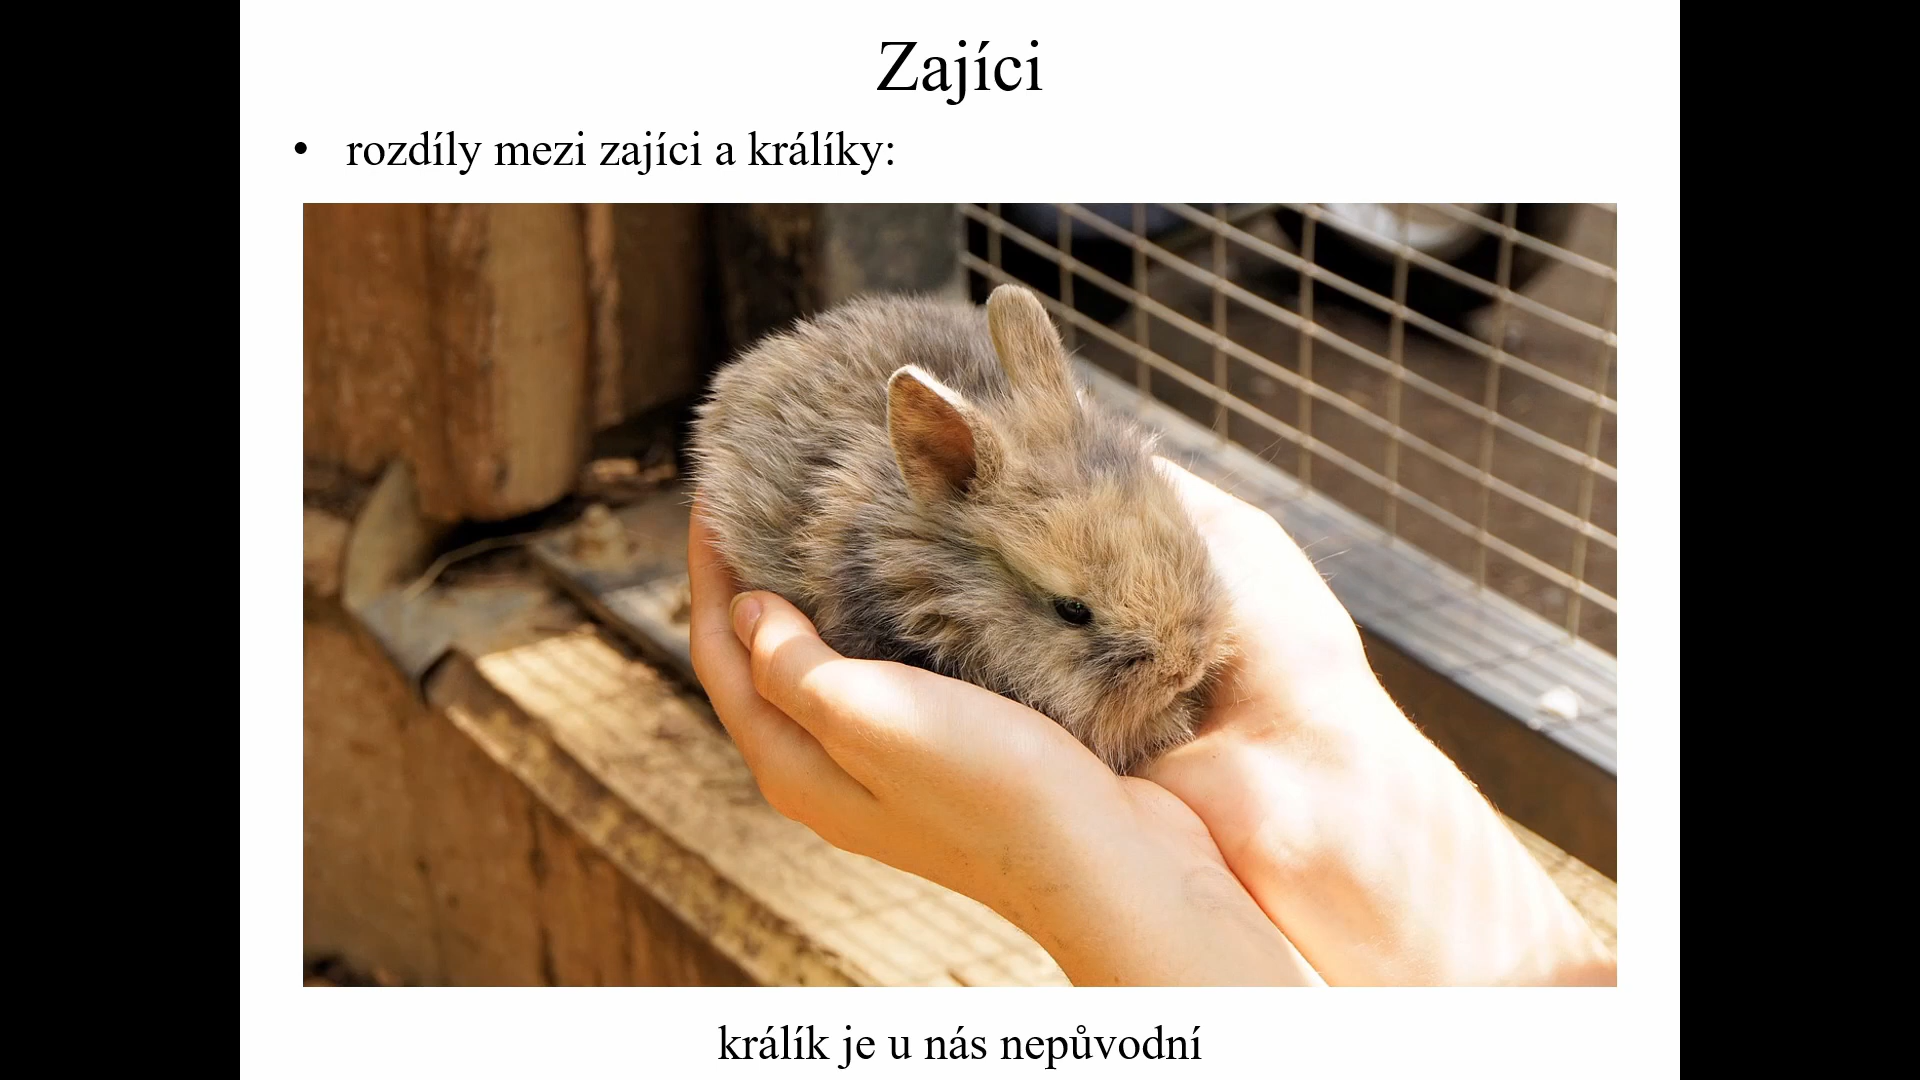 Zajíci
• rozdíly mezi zajíci a králíky:
králík je u nás nepůvodní